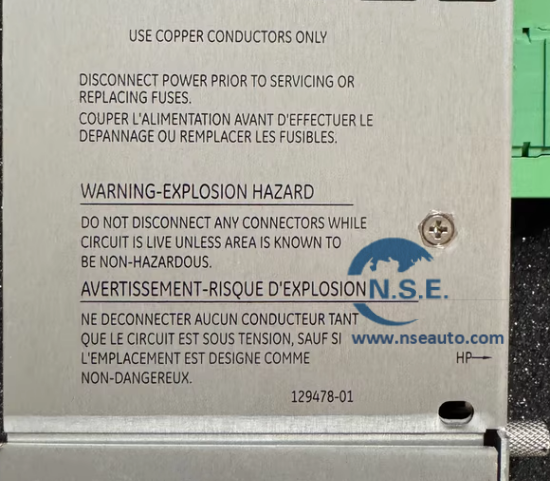 USE COPPER CONDUCTORS ONLY
DISCONNECT POWER PRIOR TO SERVICING OR
REPLACING FUSES.
COUPER L'ALIMENTATION AVANT D'EFFECTUER LE
DEPANNAGE OU REMPLACER LES FUSIBLES.
WARNING-EXPLOSION HAZARD
DO NOT DISCONNECT ANY CONNECTORS WHILE
CIRCUIT IS LIVE UNLESS AREA IS KNOWN TO
BE NON-HAZARDOUS.
AVERTISSEMENT-RISQUE D'EXPLOSION
N.S.E.
NE DECONNECTER AUCUN CONDUCTEUR TANT
QUE LE CIRCUIT EST SOUS TENSION, SAUF SI
www.nseauto.com
L'EMPLACEMENT EST DESIGNE COMME
HP
NON-DANGEREUX.
129478-01